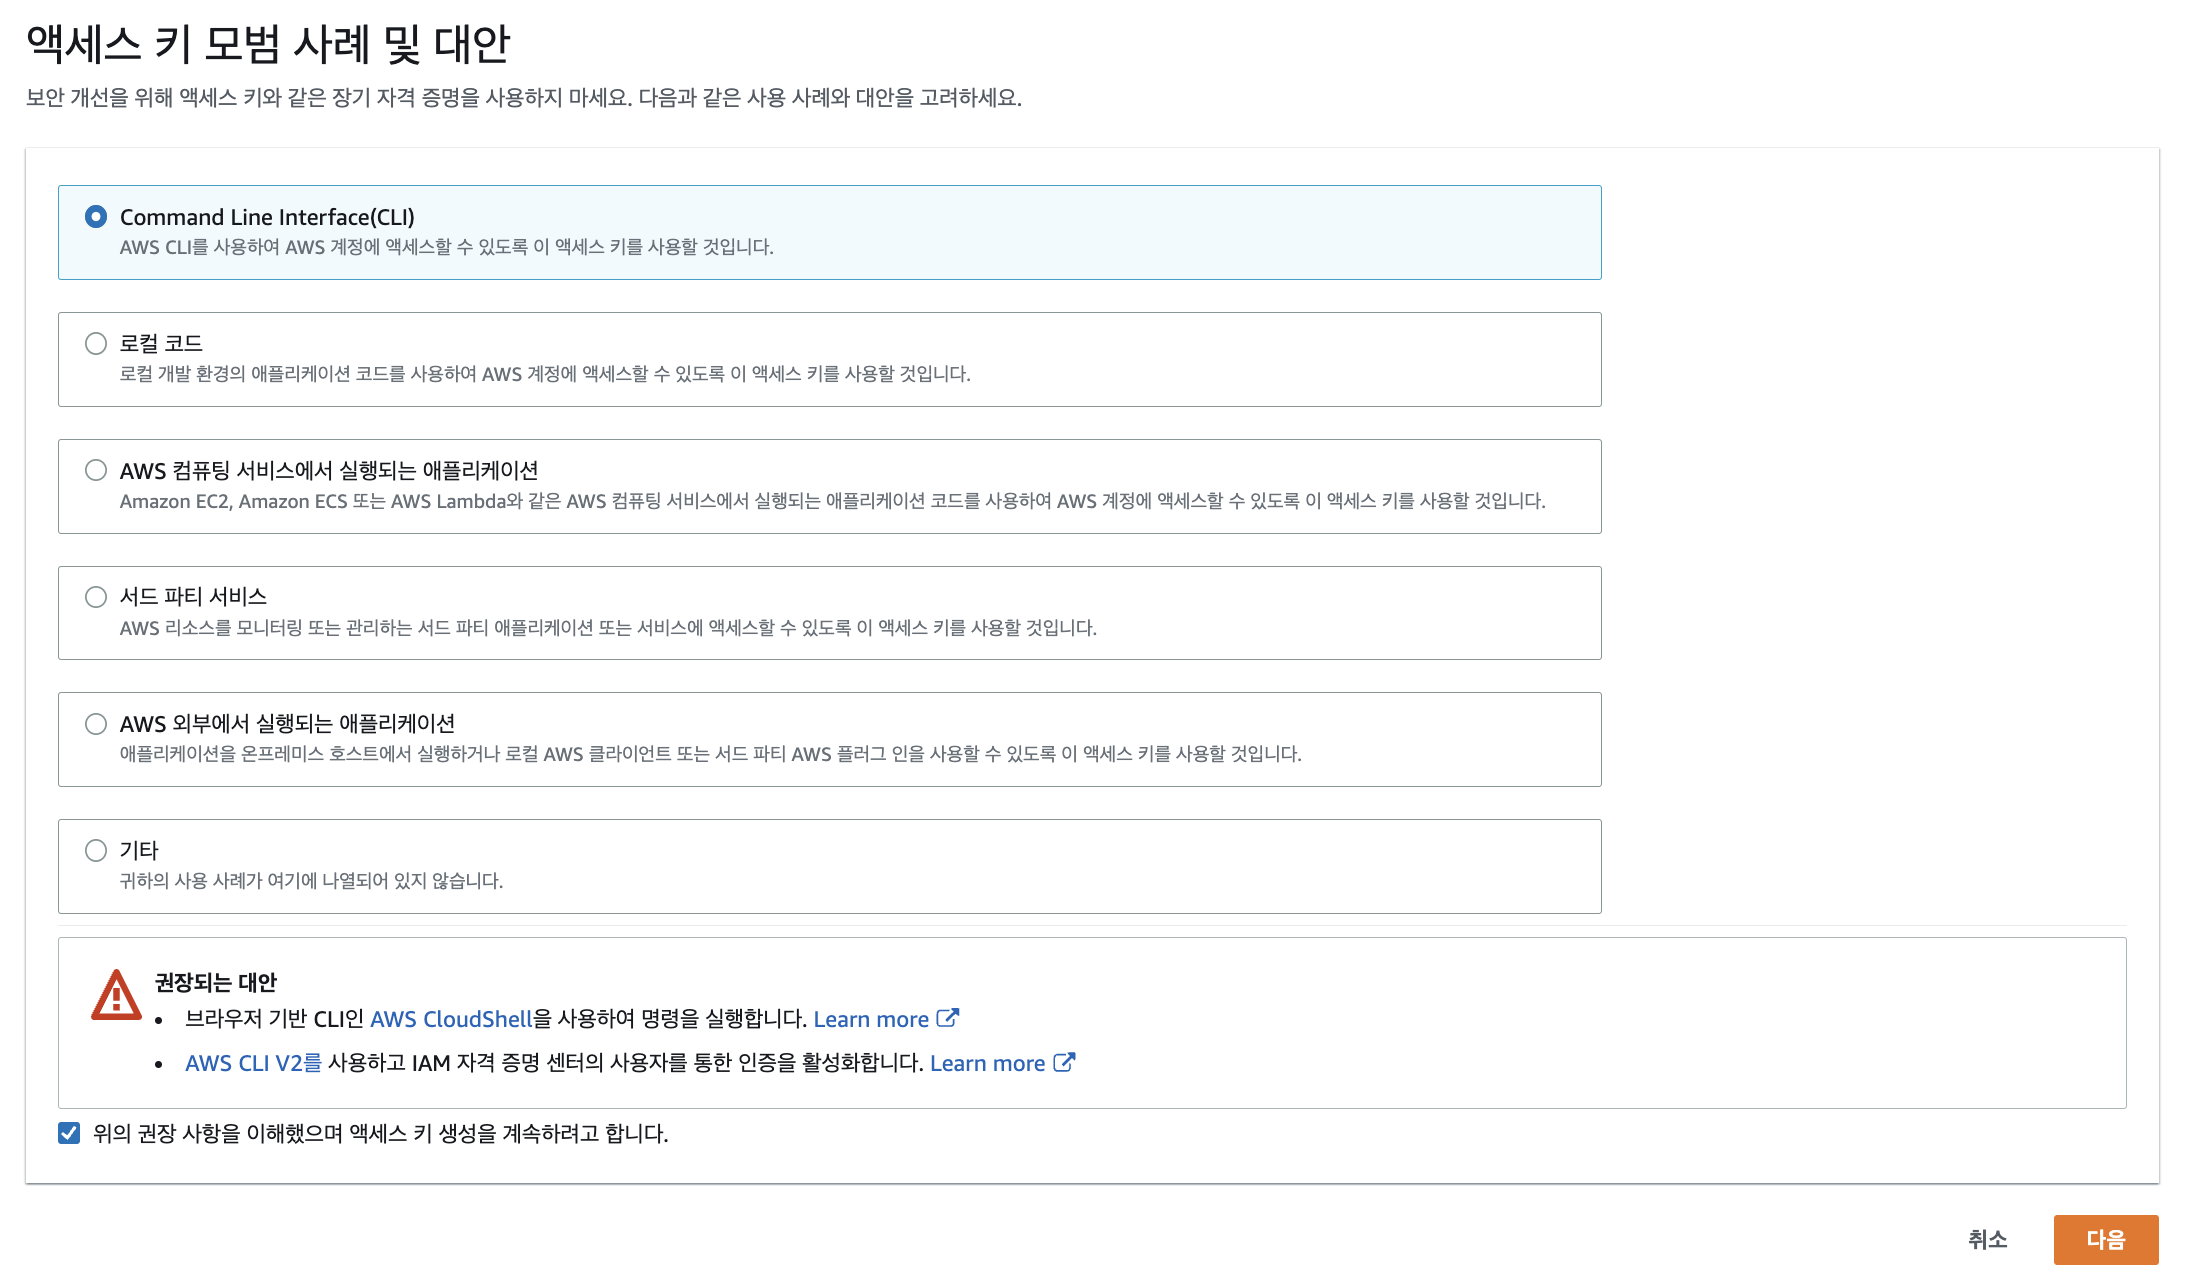 액세스 키 모범 사례 및 대안
보안 개선을 위해 액세스 키와 같은 장기 자격 증명을 사용하지 마세요. 다음과 같은 사용 사례와 대안을 고려하세요.
Command Line Interface(CLI)
AWS CLI를 사용하여 AWS 계정에 액세스할 수 있도록 이 액세스 키를 사용할 것입니다.
로컬 코드
로컬 개발 환경의 애플리케이션 코드를 사용하여 AWS 계정에 액세스할 수 있도록 이 액세스 키를 사용할 것입니다.
AWS 컴퓨팅 서비스에서 실행되는 애플리케이션
Amazon EC2, Amazon ECS 또는 AWS Lambda와 같은 AWS 컴퓨팅 서비스에서 실행되는 애플리케이션 코드를 사용하여 AWS 계정에 액세스할 수 있도록 이 액세스 키를 사용할 것입니다.
서드 파티 서비스
AWS 리소스를 모니터링 또는 관리하는 서드 파티 애플리케이션 또는 서비스에 액세스할 수 있도록 이 액세스 키를 사용할 것입니다.
AWS 외부에서 실행되는 애플리케이션
애플리케이션을 온프레미스 호스트에서 실행하거나 로컬 AWS 클라이언트 또는 서드 파티 AWS 플러그 인을 사용할 수 있도록 이 액세스 키를 사용할 것입니다.
기타
귀하의 사용 사례가 여기에 나열되어 있지 않습니다.
권장되는 대안
• 브라우저 기반 CLI인 AWS CloudShell을 사용하여 명령을 실행합니다. Learn more
• AWS CLI V2를 사용하고 IAM 자격 증명 센터의 사용자를 통한 인증을 활성화합니다. Learn more
위의 권장 사항을 이해했으며 액세스 키 생성을 계속하려고 합니다.
취소 다음